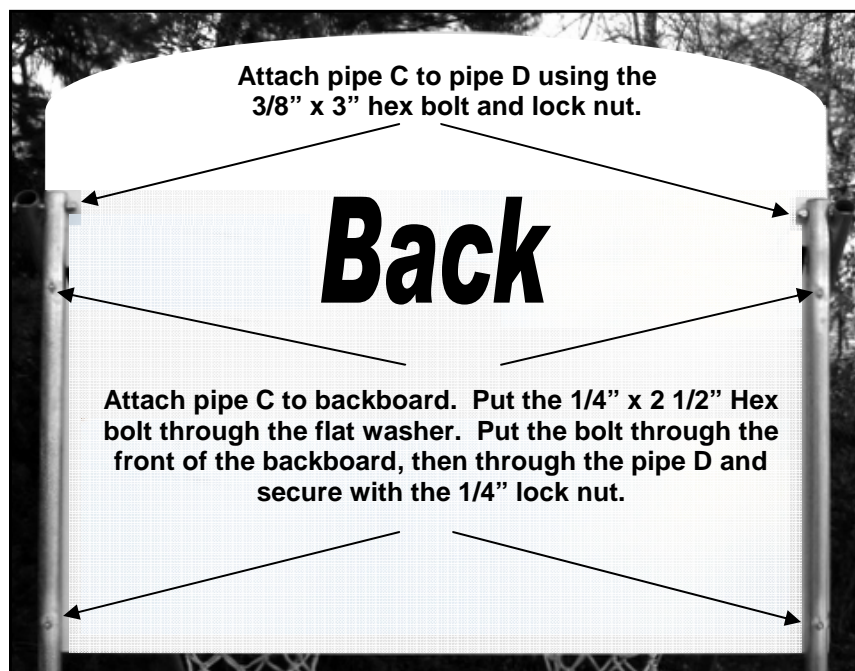 Attach pipe C to pipe D using the
3/8” x 3” hex bolt and lock nut.
Back
Attach pipe C to backboard.  Put the 1/4” x 2 1/2” Hex
bolt through the flat washer.  Put the bolt through the
front of the backboard, then through the pipe D and
secure with the 1/4” lock nut.